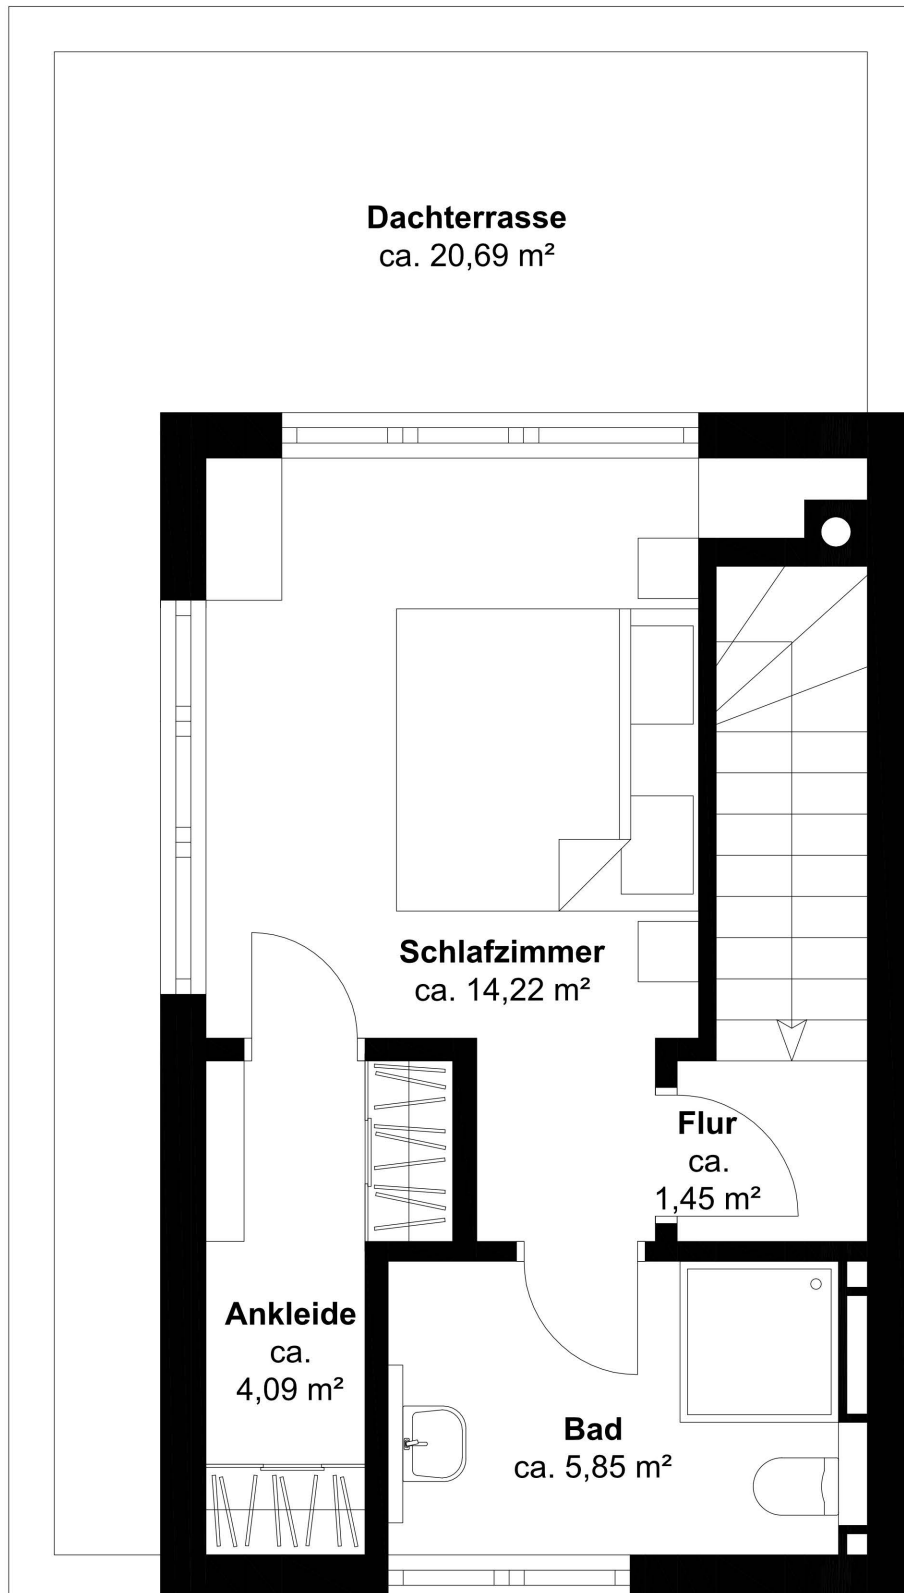 Dachterrasse
ca. 20,69 m²
Schlafzimmer
ca. 14,22 m²
Flur
ca.
1,45 m²
Ankleide
ca.
4,09 m²
Bad
ca. 5,85 m²